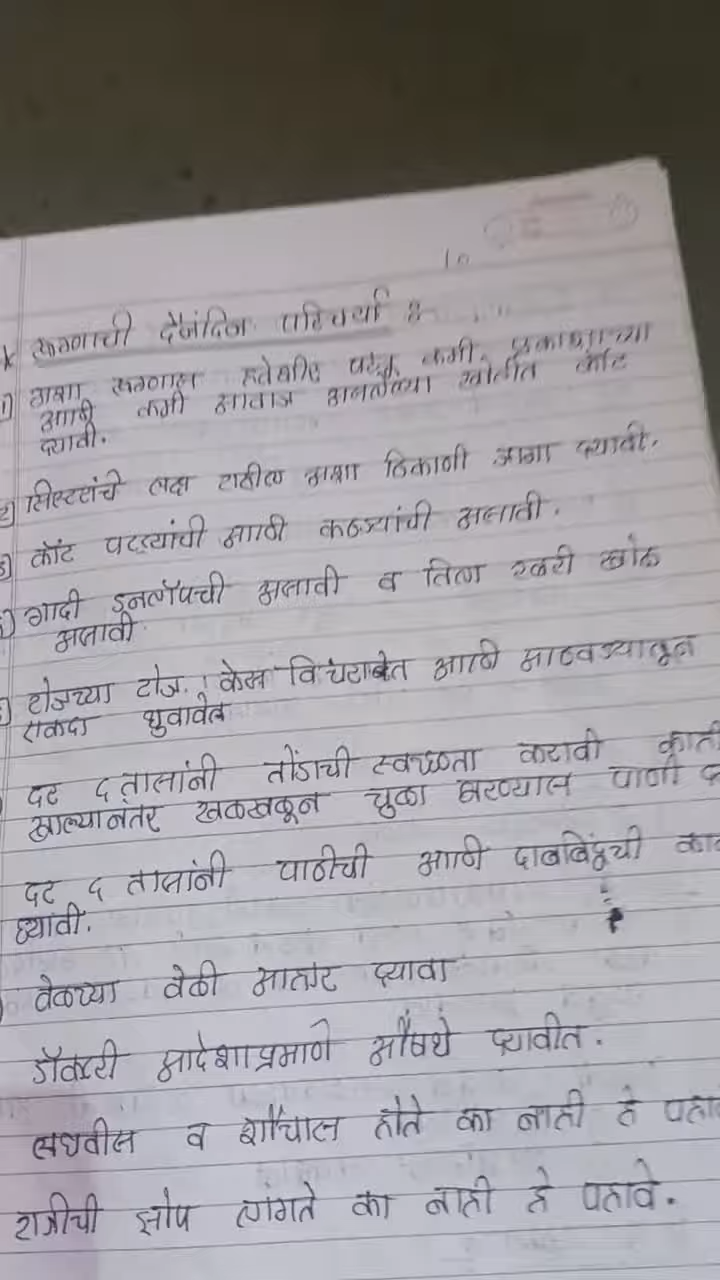 10
* रुग्णाची दैनंदिन परिचर्या :
1) अशा रुग्णास हवेशीर कमी प्रकाशाच्या
आणि कमी आवाज असलेल्या खोलीत कॉट
द्यावी.
2) सिस्टरांचे लक्ष राहील अशा ठिकाणी जागा द्यावी.
3) कॉट पट्ट्यांची आणि कठड्यांची असावी.
गादी डनलॉपची असावी व तिला रबरी खोळ
असावी.
रोजच्या रोज केस विंचरावेत आणि आठवड्यातून
एकदा धुवावेत
दर ८ तासांनी तोंडाची स्वच्छता करावी
खाल्यानंतर खळखळून चुळा भरण्यास पाणी
दर ८ तासांनी पाठीची आणि दाबबिंदूची
घ्यावी.
वेळच्या वेळी आहार द्यावा
डॉक्टरी आदेशाप्रमाणे औषधे द्यावीत.
लघवीस व शौचास होते का नाही हे
रात्रीची झोप लागते का नाही हे पहावे.